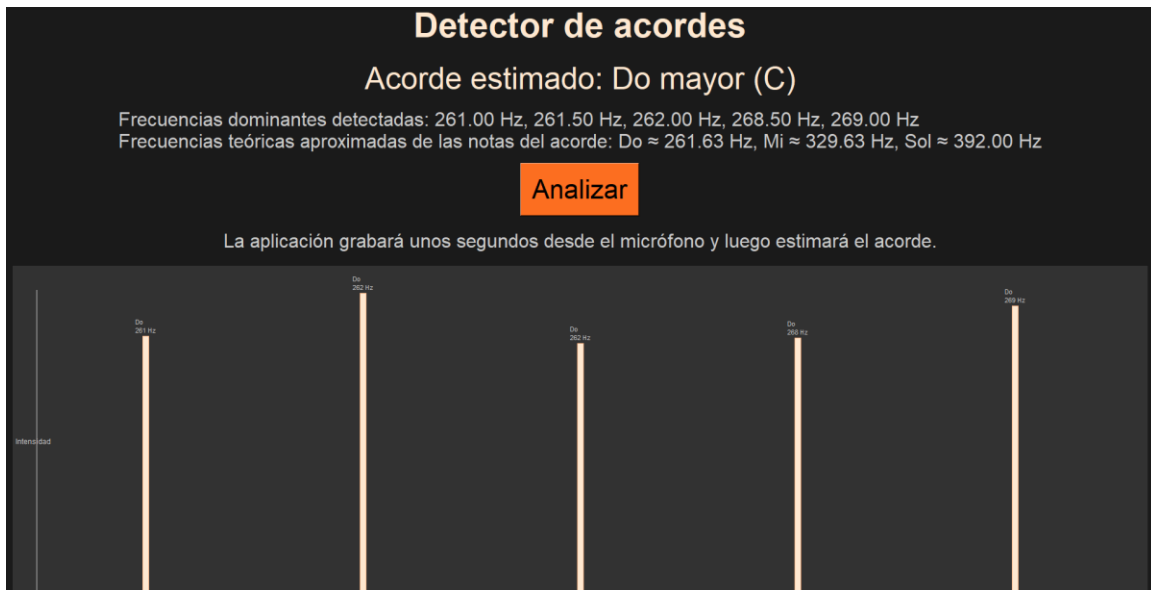 Detector de acordes
Acorde estimado: Do mayor (C)
Frecuencias dominantes detectadas: 261.00 Hz, 261.50 Hz, 262.00 Hz, 268.50 Hz, 269.00 Hz
Frecuencias teóricas aproximadas de las notas del acorde: Do ≈ 261.63 Hz, Mi ≈ 329.63 Hz, Sol ≈ 392.00 Hz
Analizar
La aplicación grabará unos segundos desde el micrófono y luego estimará el acorde.
Do
261 Hz
Do
262 Hz
Do
262 Hz
Do
268 Hz
Do
269 Hz
Intensidad